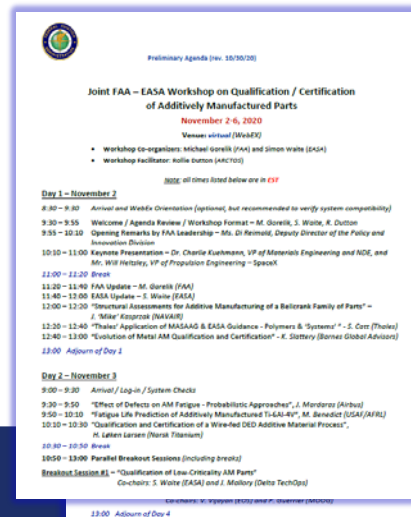 Preliminary Agenda (rev. 10/30/20)
Joint FAA – EASA Workshop on Qualification / Certification
of Additively Manufactured Parts
November 2-6, 2020
Venue: virtual (WebEX)
• Workshop Co-organizers: Michael Gorelik (FAA) and Simon Waite (EASA)
• Workshop Facilitator: Rollie Dutton (ARCTOS)
Note: all times listed below are in EST
Day 1 – November 2
8:30 – 9:30 Arrival and WebEx Orientation (optional, but recommended to verify system compatibility)
9:30 – 9:55 Welcome / Agenda Review / Workshop Format – M. Gorelik, S. Waite, R. Dutton
9:55 – 10:10 Opening Remarks by FAA Leadership – Ms. Di Reimold, Deputy Director of the Policy and
Innovation Division
10:10 – 11:00 Keynote Presentation – Dr. Charlie Kuehmann, VP of Materials Engineering and NDE, and
Mr. Will Heltsley, VP of Propulsion Engineering – SpaceX
11:00 – 11:20 Break
11:20 – 11:40 FAA Update – M. Gorelik (FAA)
11:40 – 12:00 EASA Update – S. Waite (EASA)
12:00 – 12:20 "Structural Assessments for Additive Manufacturing of a Bellcrank Family of Parts" –
J. 'Mike' Kasprzak (NAVAIR)
12:20 – 12:40 "Thales' Application of MASAAG & EASA Guidance - Polymers & 'Systems' " - S. Catt (Thales)
12:40 – 13:00 "Evolution of Metal AM Qualification and Certification" - K. Slattery (Barnes Global Advisors)
13:00 Adjourn of Day 1
Day 2 – November 3
9:00 – 9:30 Arrival / Log-in / System Checks
9:30 – 9:50 "Effect of Defects on AM Fatigue - Probabilistic Approaches", J. Mardaras (Airbus)
9:50 – 10:10 "Fatigue Life Prediction of Additively Manufactured Ti-6Al-4V", M. Benedict (USAF/AFRL)
10:10 – 10:30 "Qualification and Certification of a Wire-fed DED Additive Material Process",
H. Løken Larsen (Norsk Titanium)
10:30 – 10:50 Break
10:50 – 13:00 Parallel Breakout Sessions (including breaks)
Breakout Session #1 – "Qualification of Low-Criticality AM Parts"
Co-chairs: S. Waite (EASA) and J. Mallory (Delta TechOps)
Co-chairs: V. Vijayan (EOS) and P. Guerrier (MOOG)
13:00 Adjourn of Day 4